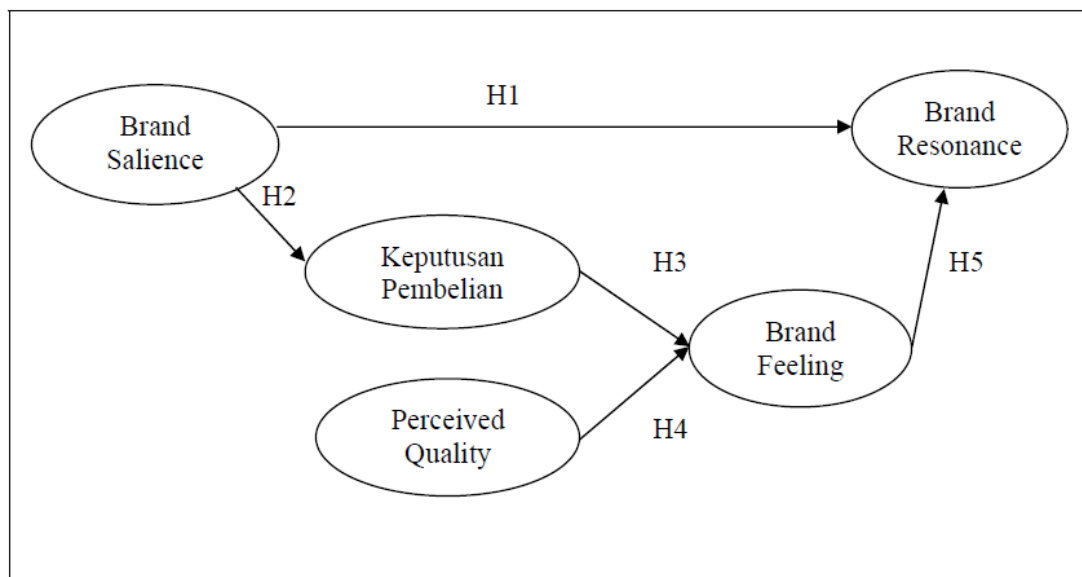 H1
Brand
Salience
Brand
Resonance
H2
Keputusan
Pembelian
H3
H5
Brand
Feeling
Perceived
Quality
H4